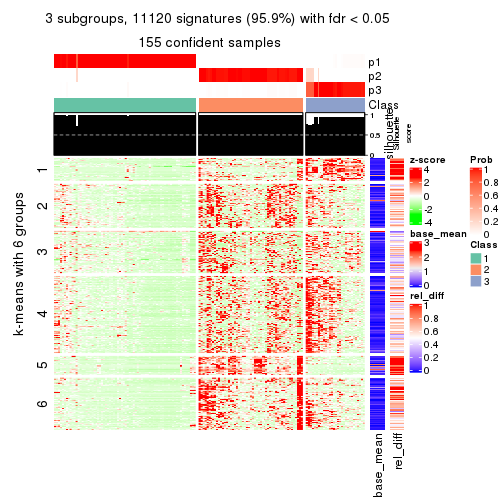 3 subgroups, 11120 signatures (95.9%) with fdr < 0.05
155 confident samples
p1
p2
p3
Class
1
0.5
0
silhouette
Silhouette
score
k-means with 6 groups
1
2
3
4
5
6
base_mean
rel_diff
z-score
4
2
0
-2
-4
base_mean
3
2
1
0
rel_diff
1
0.8
0.6
0.4
0.2
0
Prob
1
0.8
0.6
0.4
0.2
0
Class
1
2
3